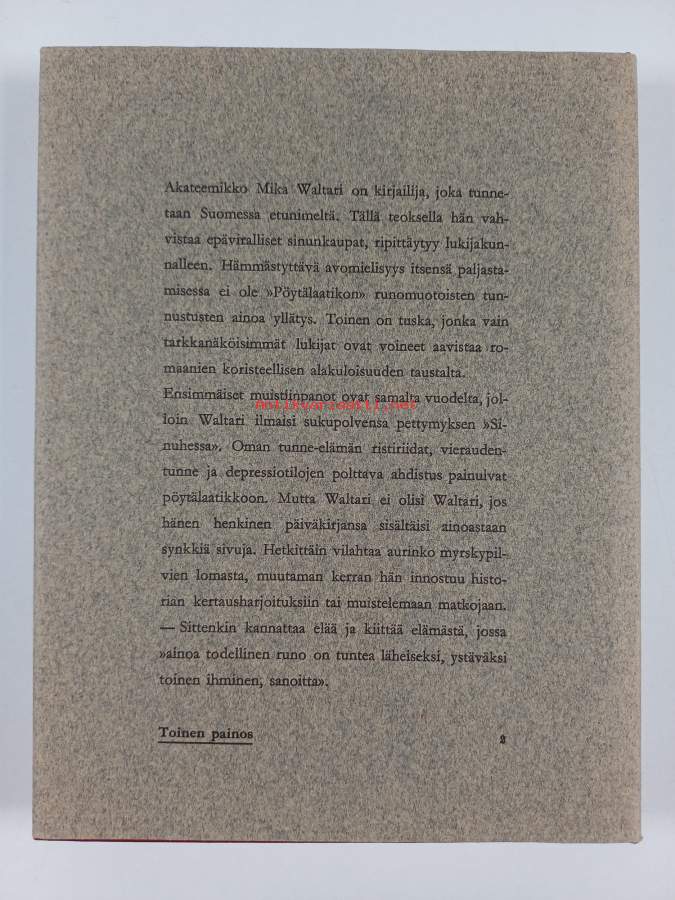 Akateemikko Mika Waltari on kirjailija, joka tunne-
taan Suomessa etunimeltä. Tällä teoksella hän vah-
vistaa epäviralliset sinunkaupat, ripittäytyy lukijakun-
nalleen. Hämmästyttävä avomielisyys itsensä paljasta-
misessa ei ole »Pöytälaatikon» runomuotoisten tun-
nustusten ainoa yllätys. Toinen on tuska, jonka vain
tarkkanäköisimmät lukijat ovat voineet aavistaa ro-
maanien koristeellisen alakuloisuuden taustalta.
Ensimmäiset muistiinpanot ovat samalta vuodelta, jol-
antikvariaatti.net
loin Waltari ilmaisi sukupolvensa pettymyksen »Si-
nuhessa». Oman tunne-elämän ristiriidat, vierauden-
tunne ja depressiotilojen polttava ahdistus painuivat
pöytälaatikkoon. Mutta Waltari ei olisi Waltari, jos
hänen henkinen päiväkirjansa sisältäisi ainoastaan
synkkiä sivuja. Hetkittäin vilahtaa aurinko myrskypil-
vien lomasta, muutaman kerran hän innostuu histo-
rian kertausharjoituksiin tai muistelemaan matkojaan.
— Sittenkin kannattaa elää ja kiittää elämästä, jossa
»ainoa todellinen runo on tuntea läheiseksi, ystäväksi
toinen ihminen, sanoitta».
Toinen painos
2